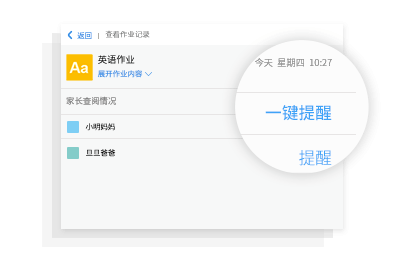 返回 | 查看作业记录
Aa 英语作业
展开作业内容
今天 星期四 10:27
家长查阅情况
一键提醒
小明妈妈
旦旦爸爸
提醒